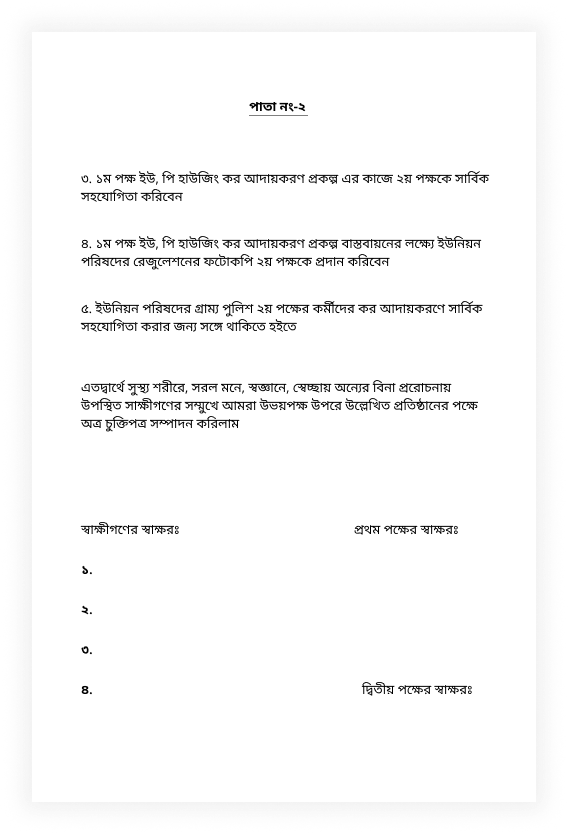 পাতা নং-২
৩. ১ম পক্ষ ইউ, পি হাউজিং কর আদায়করণ প্রকল্প এর কাজে ২য় পক্ষকে সার্বিক
সহযোগিতা করিবেন
৪. ১ম পক্ষ ইউ, পি হাউজিং কর আদায়করণ প্রকল্প বাস্তবায়নের লক্ষ্যে ইউনিয়ন
পরিষদের রেজুলেশনের ফটোকপি ২য় পক্ষকে প্রদান করিবেন
৫. ইউনিয়ন পরিষদের গ্রাম্য পুলিশ ২য় পক্ষের কর্মীদের কর আদায়করণে সার্বিক
সহযোগিতা করার জন্য সঙ্গে থাকিতে হইতে
এতদ্বার্থে সুস্থ্য শরীরে, সরল মনে, স্বজ্ঞানে, স্বেচ্ছায় অন্যের বিনা প্ররোচনায়
উপস্থিত সাক্ষীগণের সম্মুখে আমরা উভয়পক্ষ উপরে উল্লেখিত প্রতিষ্ঠানের পক্ষে
অত্র চুক্তিপত্র সম্পাদন করিলাম
স্বাক্ষীগণের স্বাক্ষরঃ
প্রথম পক্ষের স্বাক্ষরঃ
১.
২.
৩.
৪.
দ্বিতীয় পক্ষের স্বাক্ষরঃ